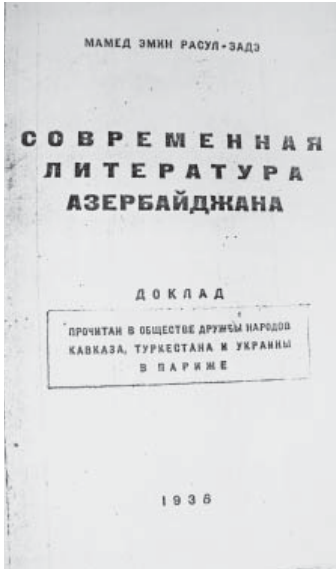 МАМЕД ЭМИН РАСУЛ-ЗАДЭ
СОВРЕМЕННАЯ
ЛИТЕРАТУРА
АЗЕРБАЙДЖАНА
ДОКЛАД
ПРОЧИТАН В ОБЩЕСТВЕ ДРУЖБЫ НАРОДОВ
КАВКАЗА, ТУРКЕСТАНА И УКРАИНЫ
В ПАРИЖЕ
1936